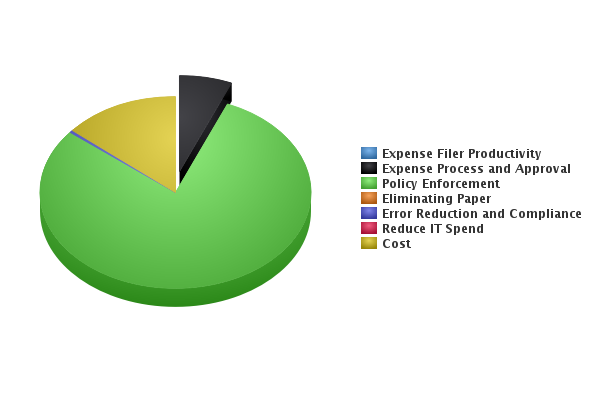 Expense Filer Productivity
Expense Process and Approval
Policy Enforcement
Eliminating Paper
Error Reduction and Compliance
Reduce IT Spend
Cost